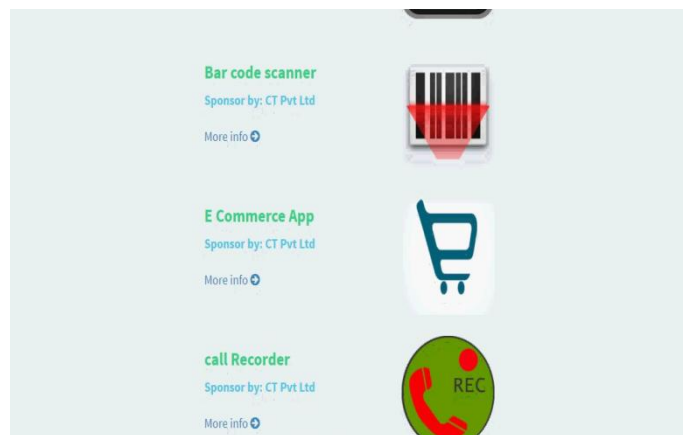 Bar code scanner
Sponsor by: CT Pvt Ltd
More info
E Commerce App
Sponsor by: CT Pvt Ltd
More info
call Recorder
Sponsor by: CT Pvt Ltd
More info
REC